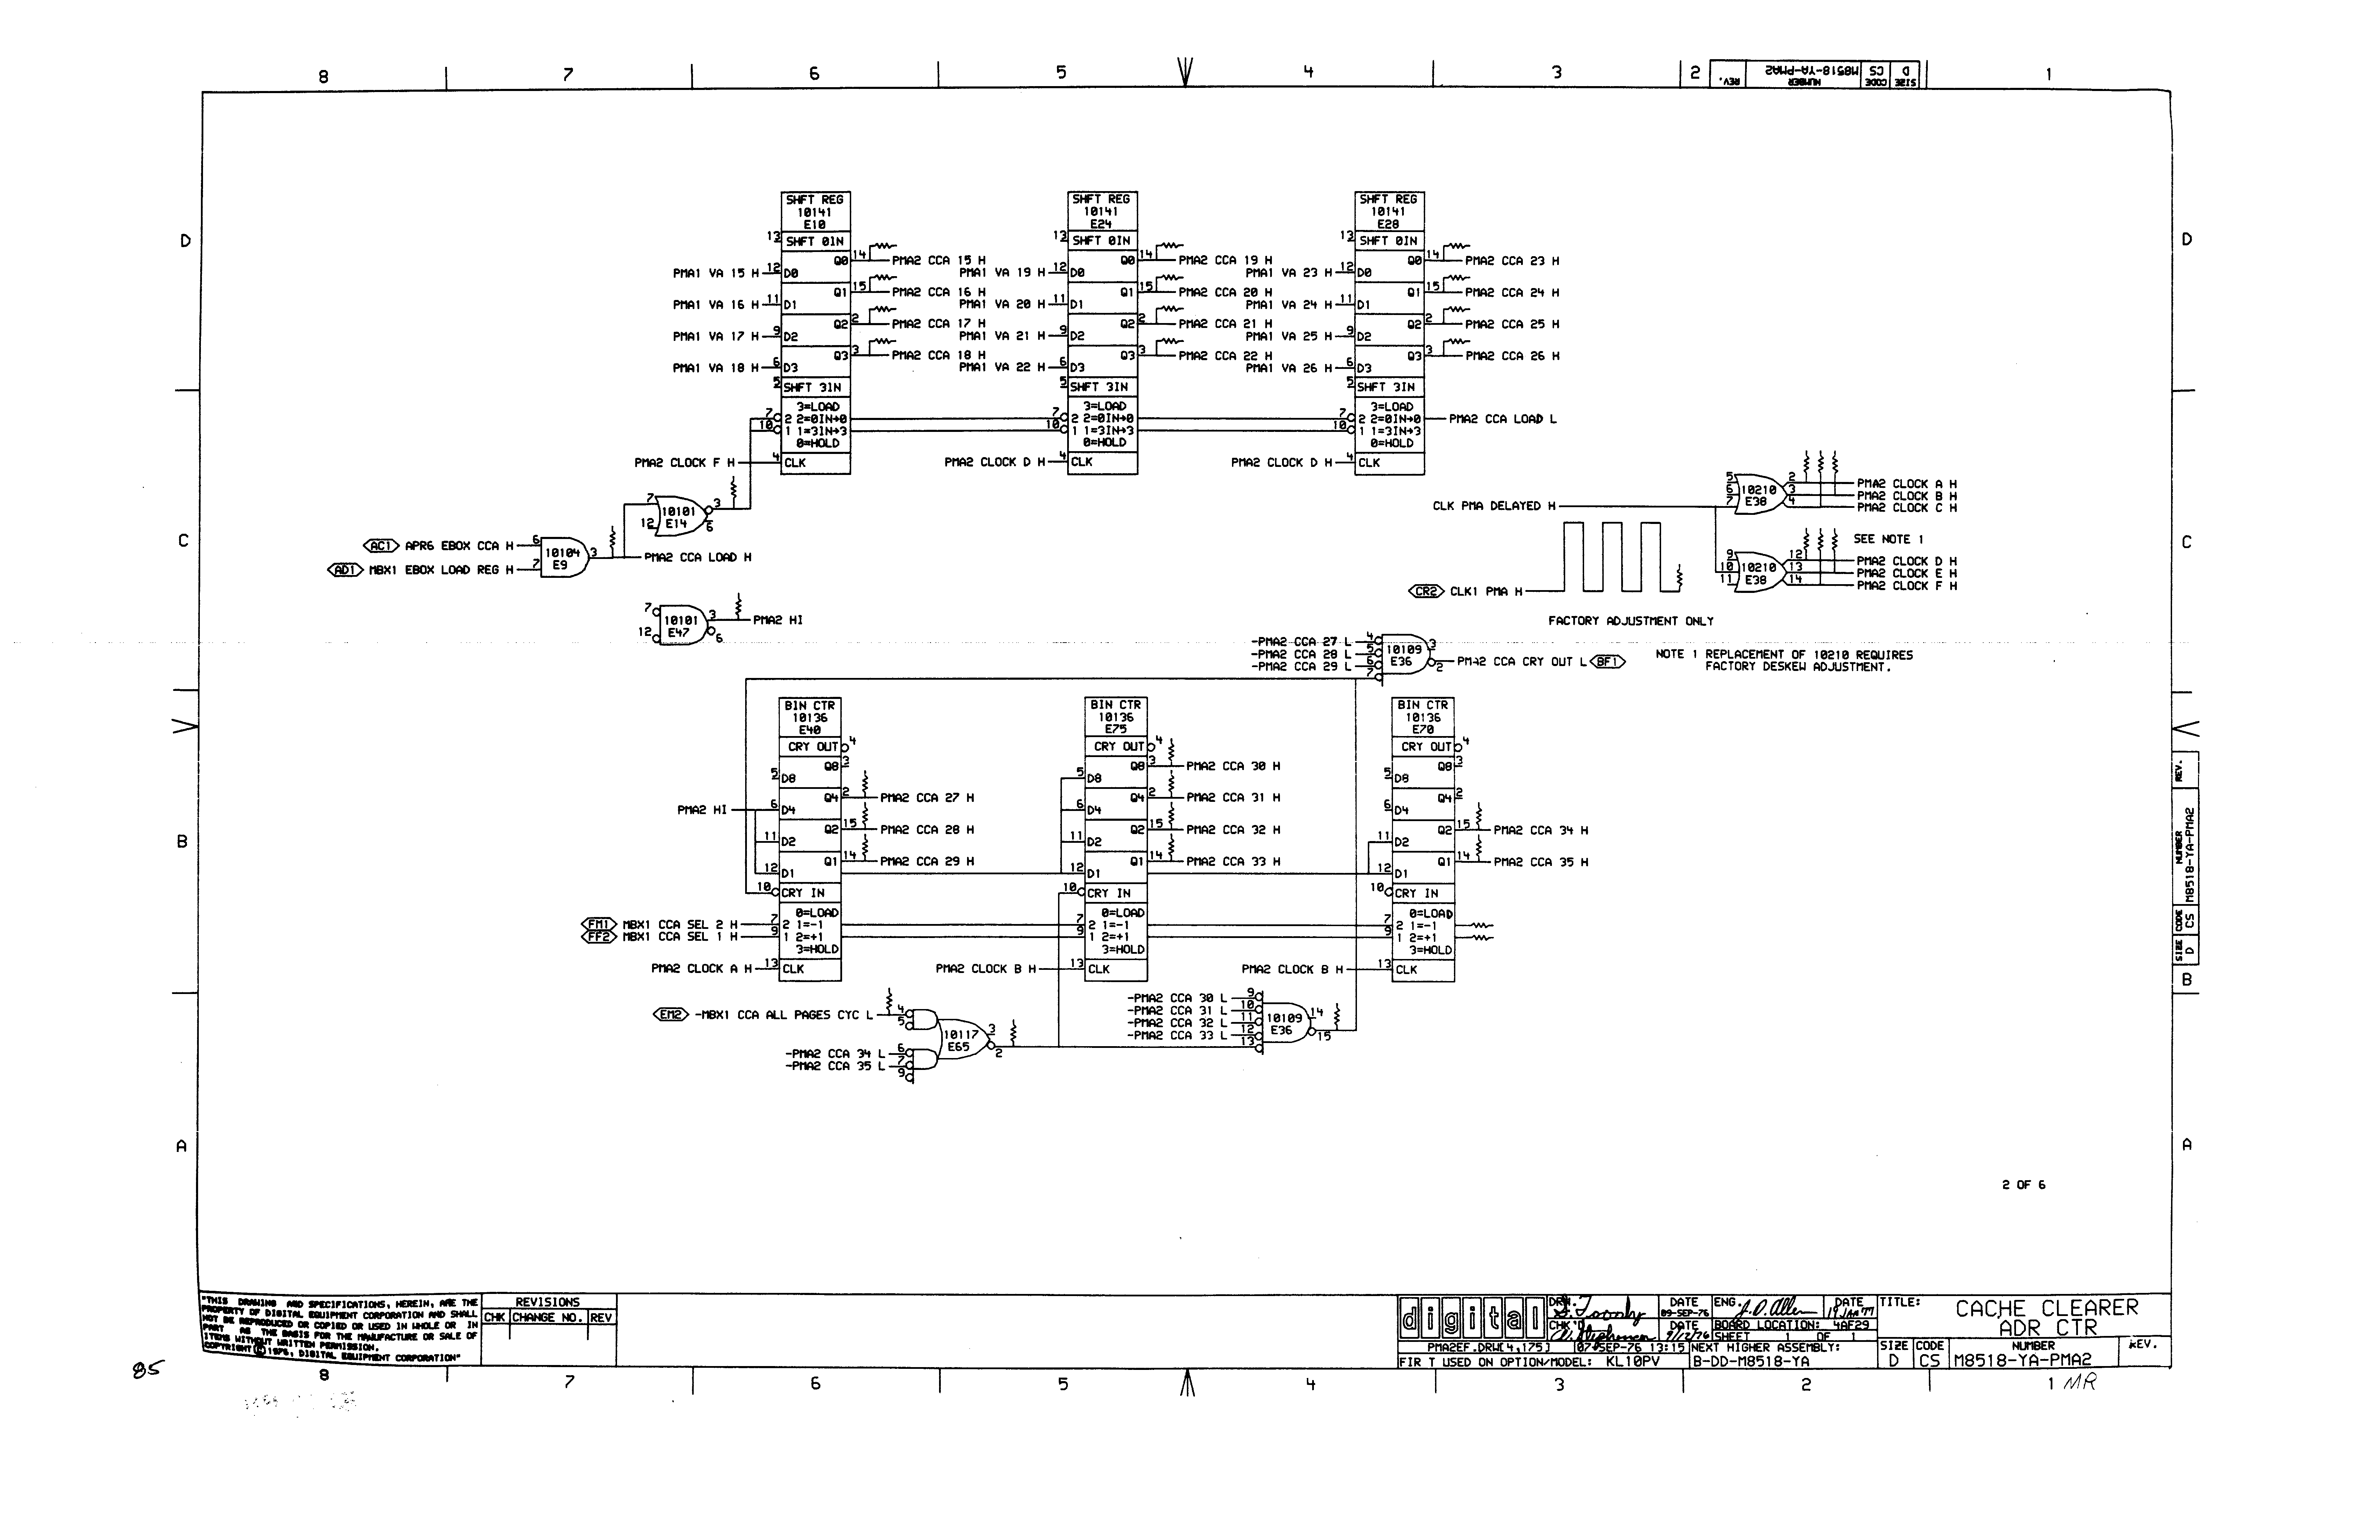 8 7 6 5 4 3 2 1
SIZE CODE NUMBER REV.
D CS M8518-YA-PMA2
D
SHFT REG 10141 E10
13 SHFT 0IN
PMA1 VA 15 H 12 D0 Q0 14 PMA2 CCA 15 H
PMA1 VA 16 H 11 D1 Q1 15 PMA2 CCA 16 H
PMA1 VA 17 H 9 D2 Q2 2 PMA2 CCA 17 H
PMA1 VA 18 H 6 D3 Q3 3 PMA2 CCA 18 H
5 SHFT 3IN
3=LOAD
7 2 2=0IN→0
10 1 1=3IN→3
0=HOLD
PMA2 CLOCK F H 4 CLK
SHFT REG 10141 E24
13 SHFT 0IN
PMA1 VA 19 H 12 D0 Q0 14 PMA2 CCA 19 H
PMA1 VA 20 H 11 D1 Q1 15 PMA2 CCA 20 H
PMA1 VA 21 H 9 D2 Q2 2 PMA2 CCA 21 H
PMA1 VA 22 H 6 D3 Q3 3 PMA2 CCA 22 H
5 SHFT 3IN
3=LOAD
7 2 2=0IN→0
10 1 1=3IN→3
0=HOLD
PMA2 CLOCK D H 4 CLK
SHFT REG 10141 E28
13 SHFT 0IN
PMA1 VA 23 H 12 D0 Q0 14 PMA2 CCA 23 H
PMA1 VA 24 H 11 D1 Q1 15 PMA2 CCA 24 H
PMA1 VA 25 H 9 D2 Q2 2 PMA2 CCA 25 H
PMA1 VA 26 H 6 D3 Q3 3 PMA2 CCA 26 H
5 SHFT 3IN
3=LOAD
7 2 2=0IN→0 PMA2 CCA LOAD L
10 1 1=3IN→3
0=HOLD
PMA2 CLOCK D H 4 CLK
D
C
7 12 10101 E14 3 6
AC1 APR6 EBOX CCA H 6
AD1 MBX1 EBOX LOAD REG H 7
10104 E9 3 PMA2 CCA LOAD H
7 12 10101 E47 3 6 PMA2 HI
CLK PMA DELAYED H
CR2 CLK1 PMA H
FACTORY ADJUSTMENT ONLY
5 6 7 10210 E38 2 3 4
PMA2 CLOCK A H
PMA2 CLOCK B H
PMA2 CLOCK C H
SEE NOTE 1
9 10 11 10210 E38 12 13 14
PMA2 CLOCK D H
PMA2 CLOCK E H
PMA2 CLOCK F H
C
-PMA2 CCA 27 L 4
-PMA2 CCA 28 L 5
-PMA2 CCA 29 L 6
7
10109 E36 3 2 PMA2 CCA CRY OUT L BF1
NOTE 1 REPLACEMENT OF 10210 REQUIRES
FACTORY DESKEW ADJUSTMENT.
B
BIN CTR 10136 E40
CRY OUT 4
Q8 3
5 D8
PMA2 HI 6 D4 Q4 2 PMA2 CCA 27 H
11 D2 Q2 15 PMA2 CCA 28 H
12 D1 Q1 14 PMA2 CCA 29 H
10 CRY IN
0=LOAD
FM1 MBX1 CCA SEL 2 H 7 2 1=-1
FF2 MBX1 CCA SEL 1 H 9 1 2=+1
3=HOLD
PMA2 CLOCK A H 13 CLK
BIN CTR 10136 E75
CRY OUT 4
5 D8 Q8 3 PMA2 CCA 30 H
6 D4 Q4 2 PMA2 CCA 31 H
11 D2 Q2 15 PMA2 CCA 32 H
12 D1 Q1 14 PMA2 CCA 33 H
10 CRY IN
0=LOAD
7 2 1=-1
9 1 2=+1
3=HOLD
PMA2 CLOCK B H 13 CLK
BIN CTR 10136 E70
CRY OUT 4
5 D8 Q8 3
6 D4 Q4 2
11 D2 Q2 15 PMA2 CCA 34 H
12 D1 Q1 14 PMA2 CCA 35 H
10 CRY IN
0=LOAD
7 2 1=-1
9 1 2=+1
3=HOLD
PMA2 CLOCK B H 13 CLK
REV.
NUMBER M8518-YA-PMA2
CODE CS
SIZE D
B
EM2 -MBX1 CCA ALL PAGES CYC L 4
5
-PMA2 CCA 34 L 6
-PMA2 CCA 35 L 7
9
10117 E65 3 2
-PMA2 CCA 30 L 9
-PMA2 CCA 31 L 10
-PMA2 CCA 32 L 11
-PMA2 CCA 33 L 12
13
10109 E36 14 15
A A
2 OF 6
"THIS DRAWING AND SPECIFICATIONS, HEREIN, ARE THE
PROPERTY OF DIGITAL EQUIPMENT CORPORATION AND SHALL
NOT BE REPRODUCED OR COPIED OR USED IN WHOLE OR IN
PART AS THE BASIS FOR THE MANUFACTURE OR SALE OF
ITEMS WITHOUT WRITTEN PERMISSION.
COPYRIGHT © 1976, DIGITAL EQUIPMENT CORPORATION"
REVISIONS
CHK CHANGE NO. REV
digital
DRN. DATE 09-SEP-76
ENG. J.D. Allen DATE 19 JAN 77
CHK'D DATE 9/12/76
BOARD LOCATION: 4AF29
SHEET 1 OF 1
PMA2EF.DRW[4,175] 07-SEP-76 13:15 NEXT HIGHER ASSEMBLY:
FIR T USED ON OPTION/MODEL: KL10PV B-DD-M8518-YA
TITLE: CACHE CLEARER
ADR CTR
SIZE CODE NUMBER REV.
D CS M8518-YA-PMA2
8 7 6 5 4 3 2 1
85
MR